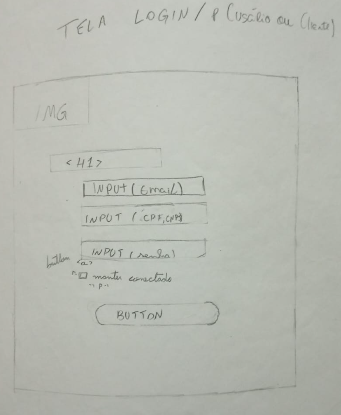 TELA LOGIN / P (Usuário ou Cliente)
IMG
<H1>
INPUT (Email)
INPUT (CPF, CNPJ)
INPUT (senha)
button <a>
manter conectado
"P"
BUTTON